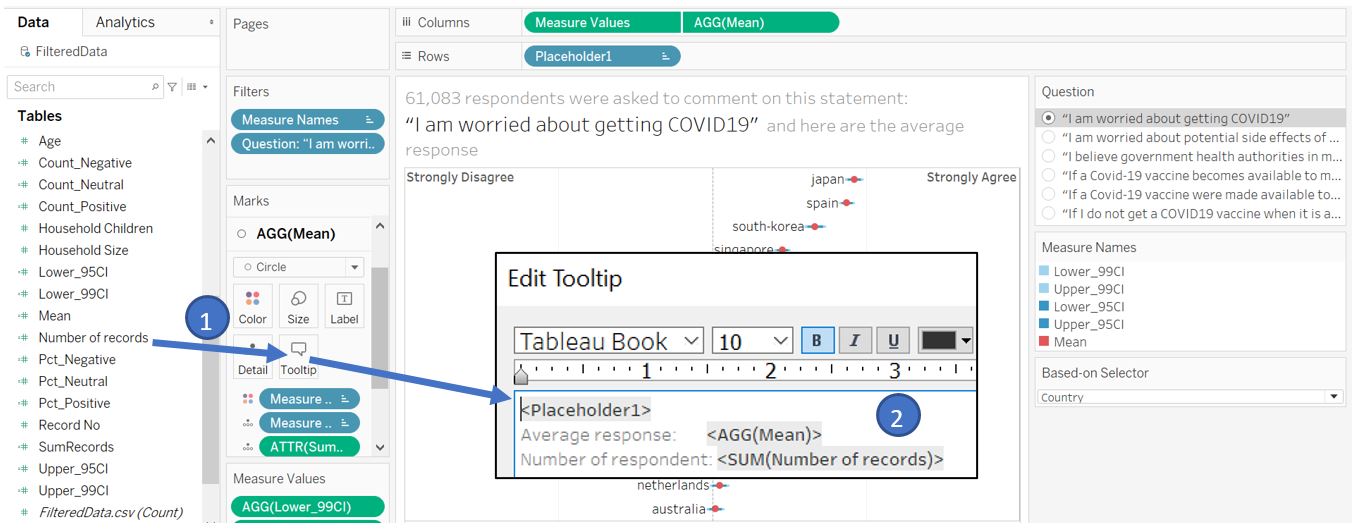 Data
Analytics
FilteredData
Search
Tables
Age
Count_Negative
Count_Neutral
Count_Positive
Household Children
Household Size
Lower_95CI
Lower_99CI
Mean
Number of records
Pct_Negative
Pct_Neutral
Pct_Positive
Record No
SumRecords
Upper_95CI
Upper_99CI
FilteredData.csv (Count)
Pages
Filters
Measure Names
Question: “I am worri..
Marks
AGG(Mean)
Circle
Color
Size
Label
Detail
Tooltip
Measure ..
Measure ..
ATTR(Sum..
Measure Values
AGG(Lower_99CI)
1
Columns
Measure Values
AGG(Mean)
Rows
Placeholder1
61,083 respondents were asked to comment on this statement:
“I am worried about getting COVID19” and here are the average
response
Strongly Disagree
Strongly Agree
japan
spain
south-korea
singapore
Edit Tooltip
Tableau Book
10
B
I
U
1
2
3
<Placeholder1>
Average response: <AGG(Mean)>
Number of respondent: <SUM(Number of records)>
2
netherlands
australia
Question
“I am worried about getting COVID19”
“I am worried about potential side effects of ...
“I believe government health authorities in m...
“If a Covid-19 vaccine becomes available to m...
“If a Covid-19 vaccine were made available to...
“If I do not get a COVID19 vaccine when it is a...
Measure Names
Lower_99CI
Upper_99CI
Lower_95CI
Upper_95CI
Mean
Based-on Selector
Country